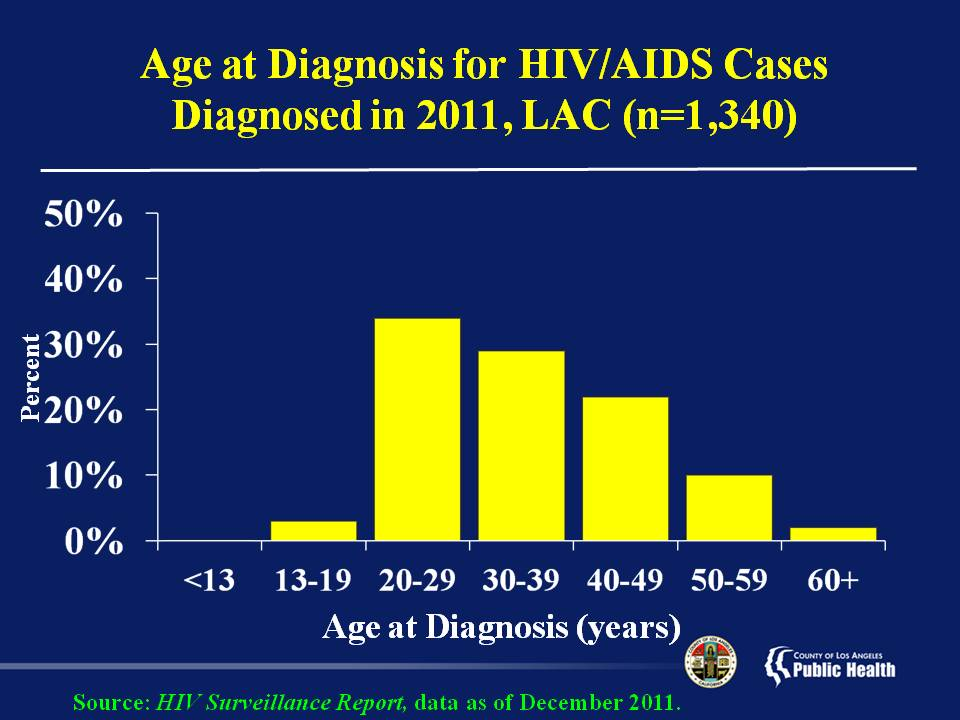 Age at Diagnosis for HIV/AIDS Cases
Diagnosed in 2011, LAC (n=1,340)
50%
40%
30%
20%
10%
0%
Percent
<13 13-19 20-29 30-39 40-49 50-59 60+
Age at Diagnosis (years)
COUNTY OF LOS ANGELES
Public Health
Source: HIV Surveillance Report, data as of December 2011.